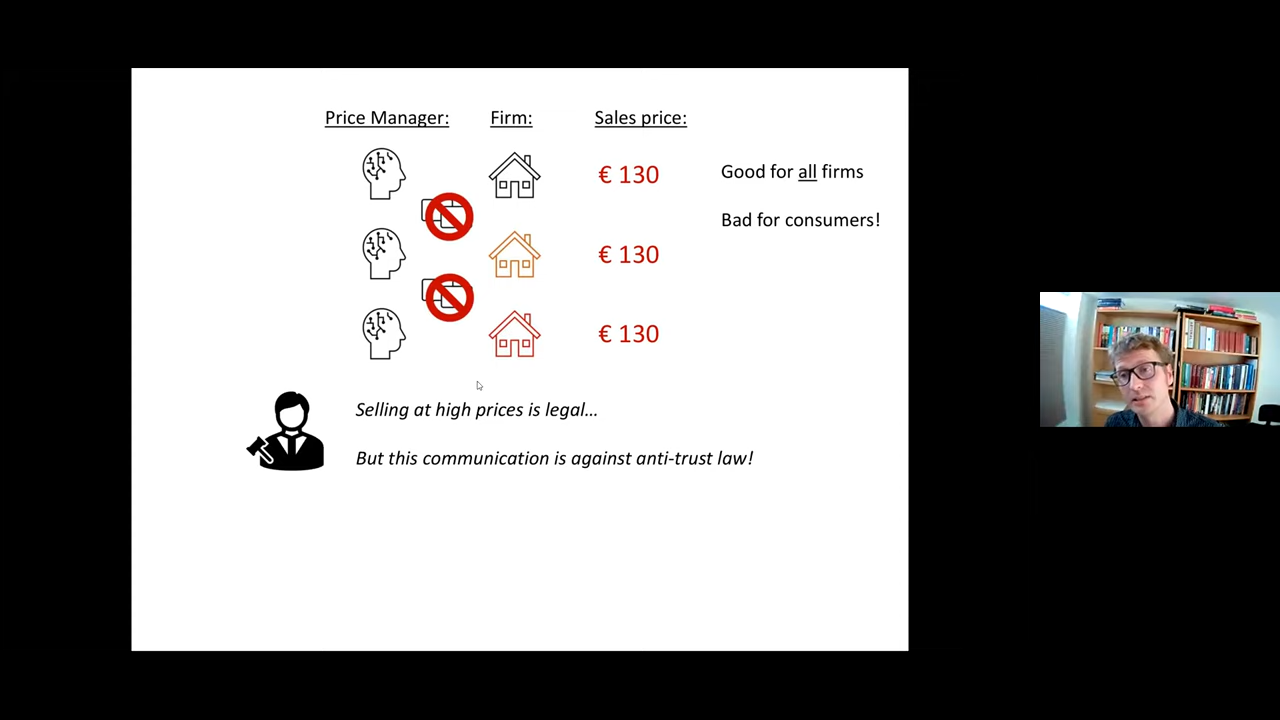 Price Manager: Firm: Sales price:
€ 130
Good for all firms
Bad for consumers!
€ 130
€ 130
Selling at high prices is legal...
But this communication is against anti-trust law!